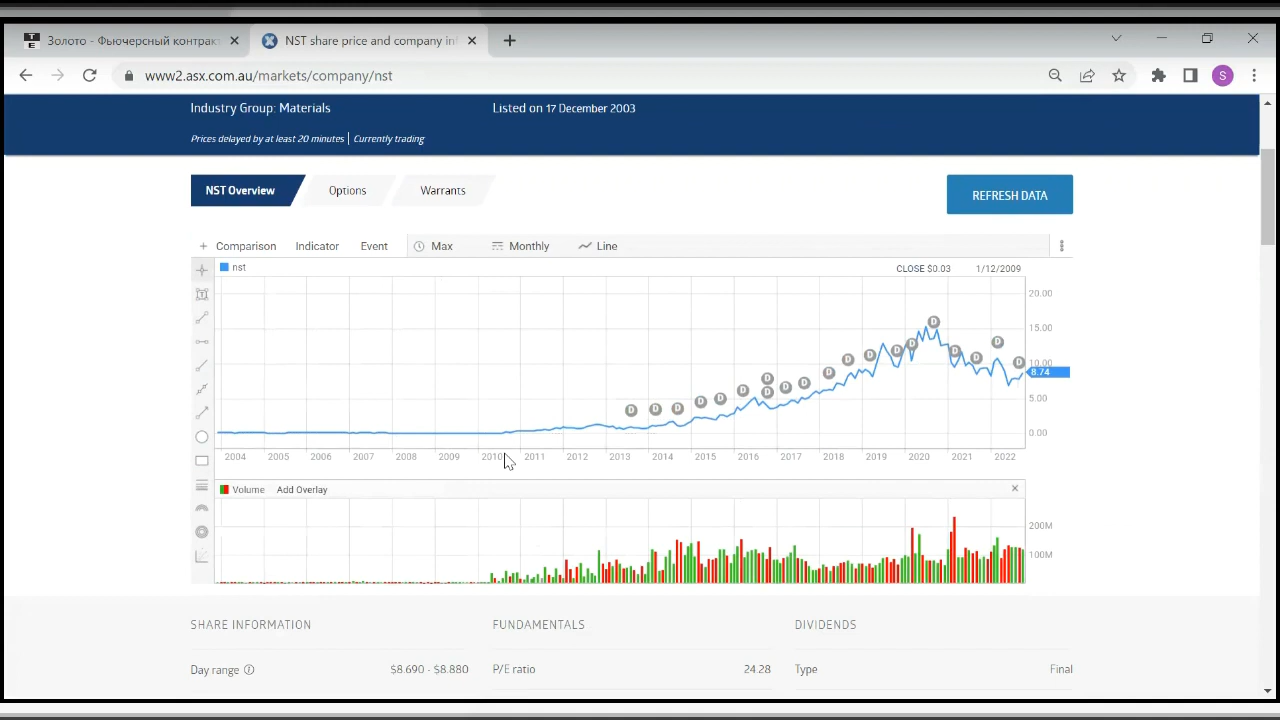 Золото - Фьючерсный контракт
NST share price and company in
www2.asx.com.au/markets/company/nst
S
Industry Group: Materials
Listed on 17 December 2003
Prices delayed by at least 20 minutes | Currently trading
NST Overview
Options
Warrants
REFRESH DATA
+ Comparison
Indicator
Event
Max
Monthly
Line
nst
CLOSE $0.03
1/12/2009
20.00
15.00
10.00
8.74
5.00
0.00
D D D D D D D D D D D D D D D D D D D D
2004 2005 2006 2007 2008 2009 2010 2011 2012 2013 2014 2015 2016 2017 2018 2019 2020 2021 2022
Volume
Add Overlay
200M
100M
SHARE INFORMATION
FUNDAMENTALS
DIVIDENDS
Day range
$8.690 - $8.880
P/E ratio
24.28
Type
Final